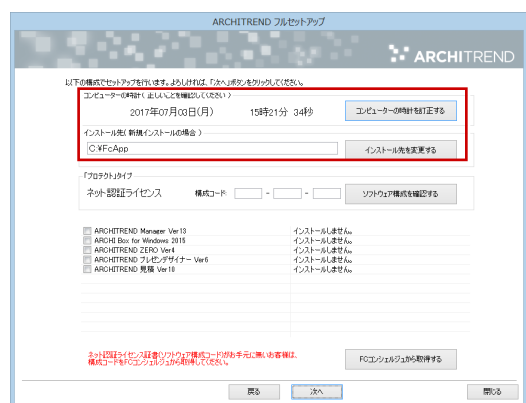 ARCHITREND フルセットアップ
ARCHITREND
以下の構成でセットアップを行います。よろしければ、「次へ」ボタンをクリックしてください。
コンピューターの時計( 正しいことを確認してください )
2017年07月03日(月) 15時21分 34秒 コンピューターの時計を訂正する
インストール先( 新規インストールの場合 )
C:¥FcApp インストール先を変更する
「プロテクト」タイプ
ネット認証ライセンス 構成コード: - - ソフトウェア構成を確認する
ARCHITREND Manager Ver13 インストールしません。
ARCHI Box for Windows 2015 インストールしません。
ARCHITREND ZERO Ver4 インストールしません。
ARCHITREND プレゼンデザイナー Ver6 インストールしません。
ARCHITREND 見積 Ver10 インストールしません。
ネット認証ライセンス証書(ソフトウェア構成コード)がお手元に無いお客様は、
構成コードをFCコンシェルジュから取得してください。
FCコンシェルジュから取得する
戻る 次へ 閉じる